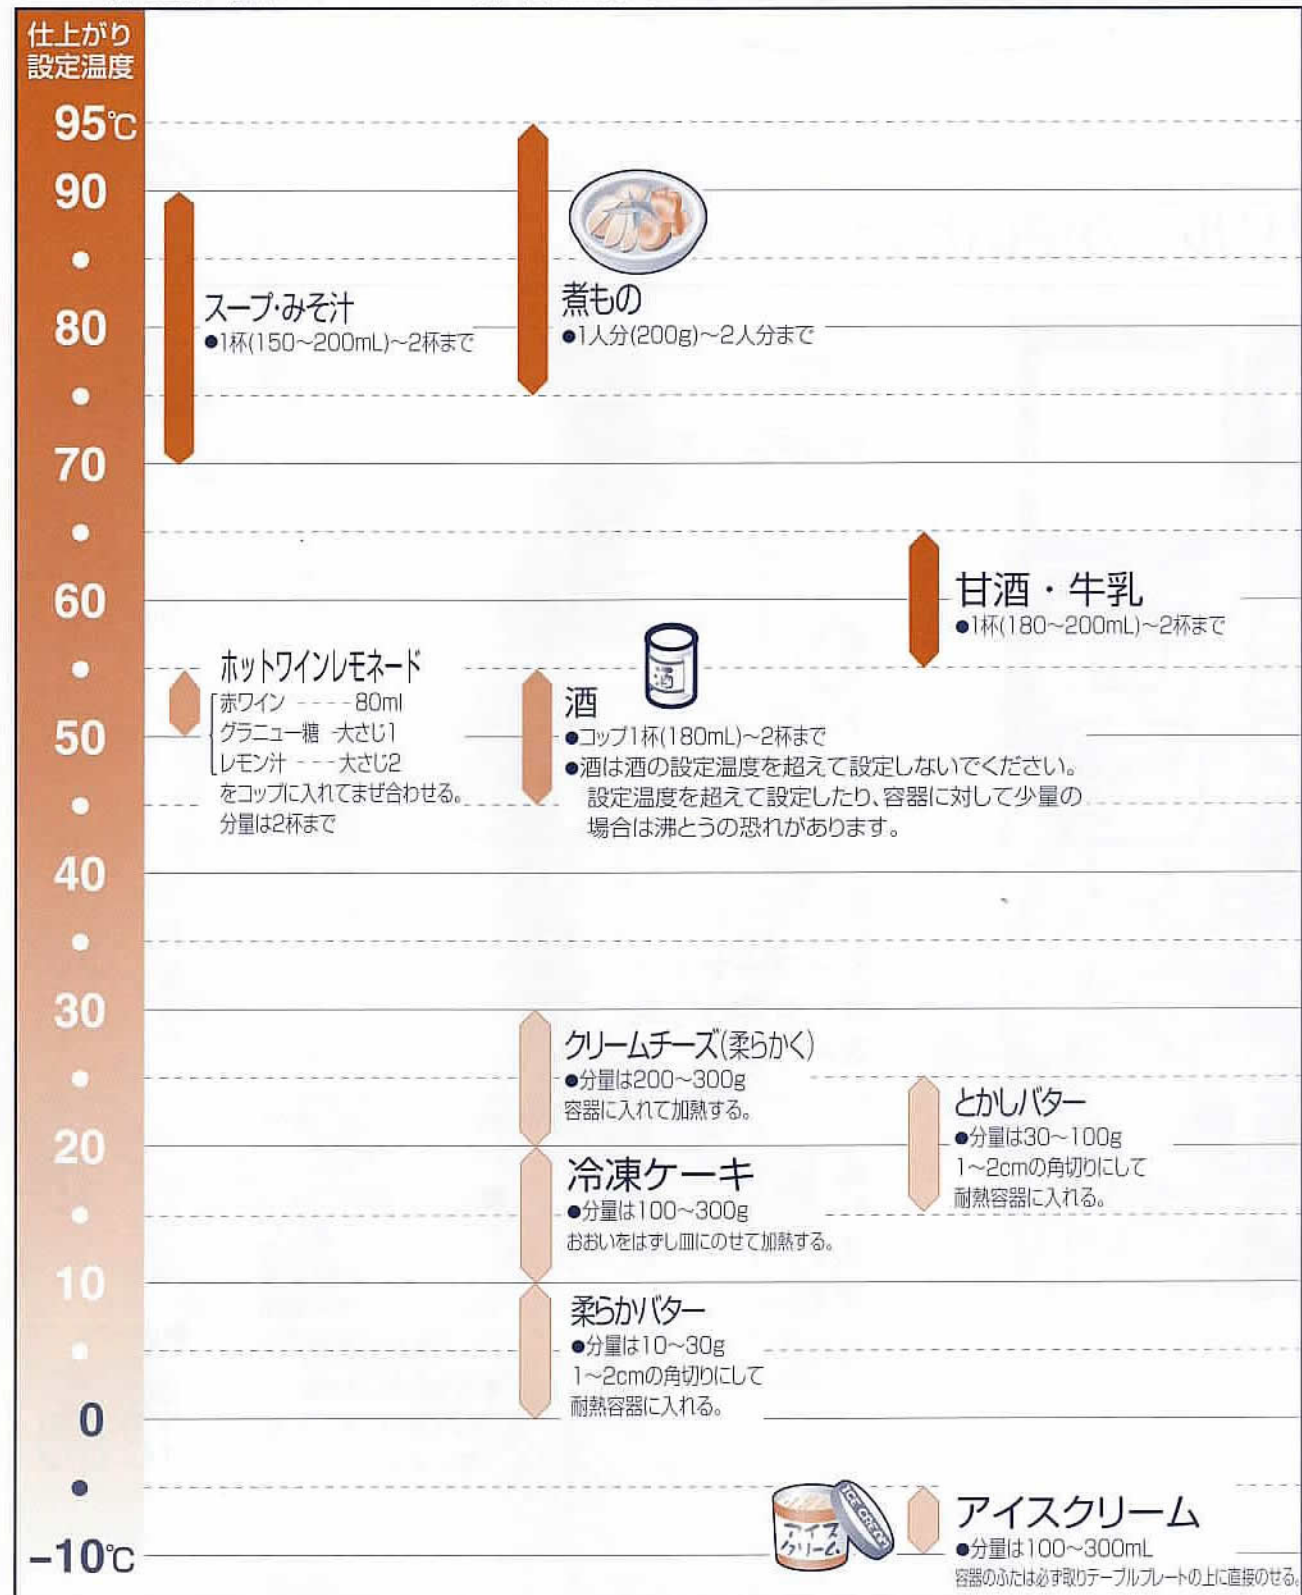 仕上がり
設定温度
95℃
90
80
70
60
50
40
30
20
10
0
−10℃
スープ・みそ汁
●1杯(150〜200mL)〜2杯まで
煮もの
●1人分(200g)〜2人分まで
甘酒・牛乳
●1杯(180〜200mL)〜2杯まで
ホットワインレモネード
赤ワイン ----80ml
グラニュー糖 -大さじ1
レモン汁 ---大さじ2
をコップに入れてまぜ合わせる。
分量は2杯まで
酒
酒
●コップ1杯(180mL)〜2杯まで
●酒は酒の設定温度を超えて設定しないでください。
設定温度を超えて設定したり、容器に対して少量の
場合は沸とうの恐れがあります。
クリームチーズ(柔らかく)
●分量は200〜300g
容器に入れて加熱する。
とかしバター
●分量は30〜100g
1〜2cmの角切りにして
耐熱容器に入れる。
冷凍ケーキ
●分量は100〜300g
おおいをはずし皿にのせて加熱する。
柔らかバター
●分量は10〜30g
1〜2cmの角切りにして
耐熱容器に入れる。
ICE CREAM
アイス
クリーム
アイスクリーム
●分量は100〜300mL
容器のふたは必ず取りテーブルプレートの上に直接のせる。